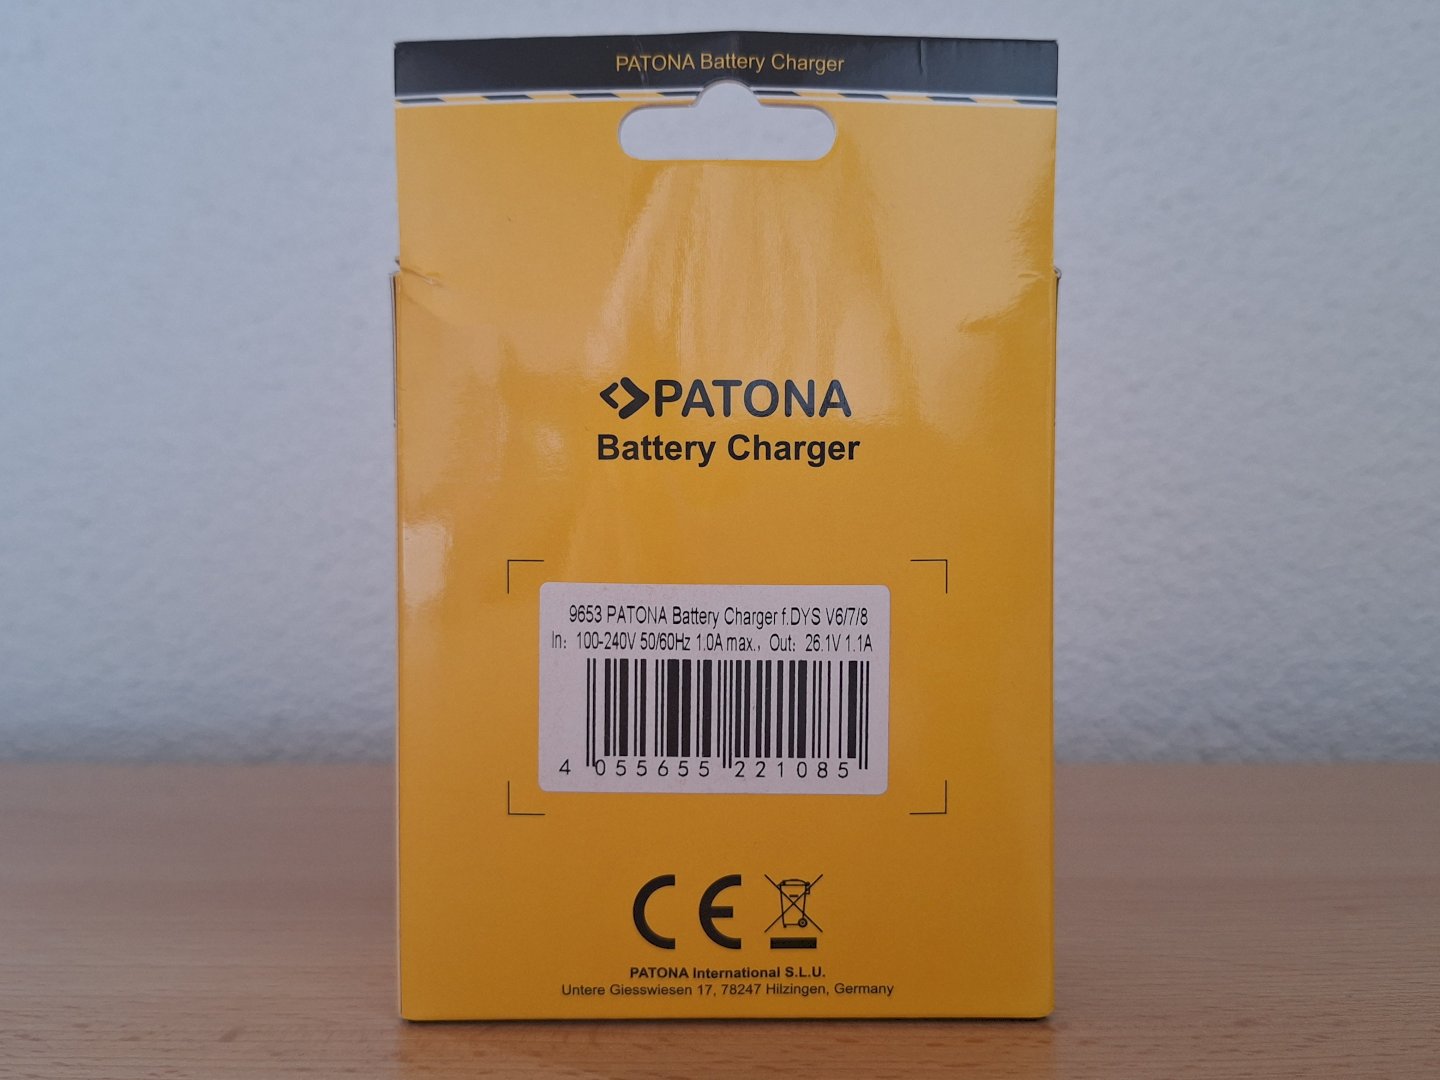 PATONA Battery Charger
PATONA
Battery Charger
9653 PATONA Battery Charger f.DYS V6/7/8
In: 100-240V 50/60Hz 1.0A max., Out: 26.1V 1.1A
4 055655 221085
CE
PATONA International S.L.U.
Untere Giesswiesen 17, 78247 Hilzingen, Germany